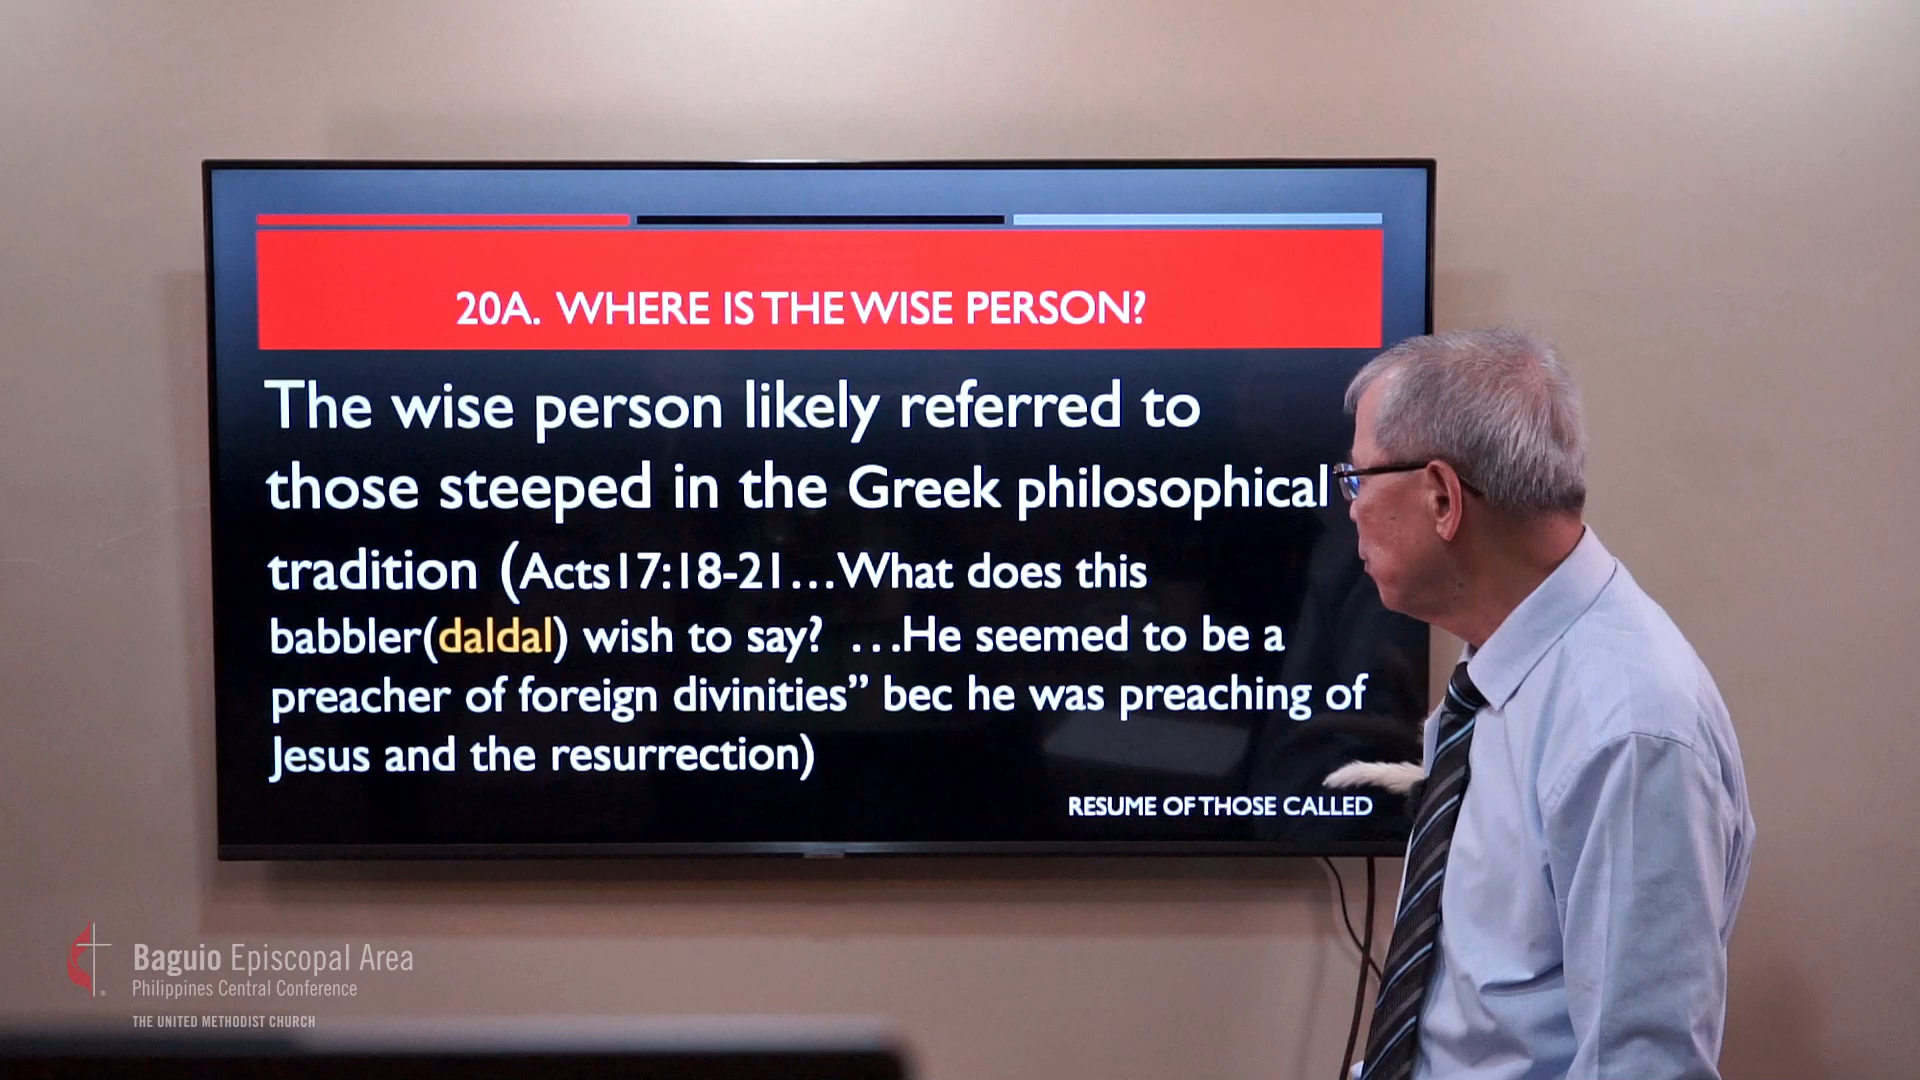 20A. WHERE IS THE WISE PERSON?
The wise person likely referred to
those steeped in the Greek philosophical
tradition (Acts17:18-21...What does this
babbler(daldal) wish to say?  ...He seemed to be a
preacher of foreign divinities” bec he was preaching of
Jesus and the resurrection)
RESUME OF THOSE CALLED
Baguio Episcopal Area
Philippines Central Conference
THE UNITED METHODIST CHURCH